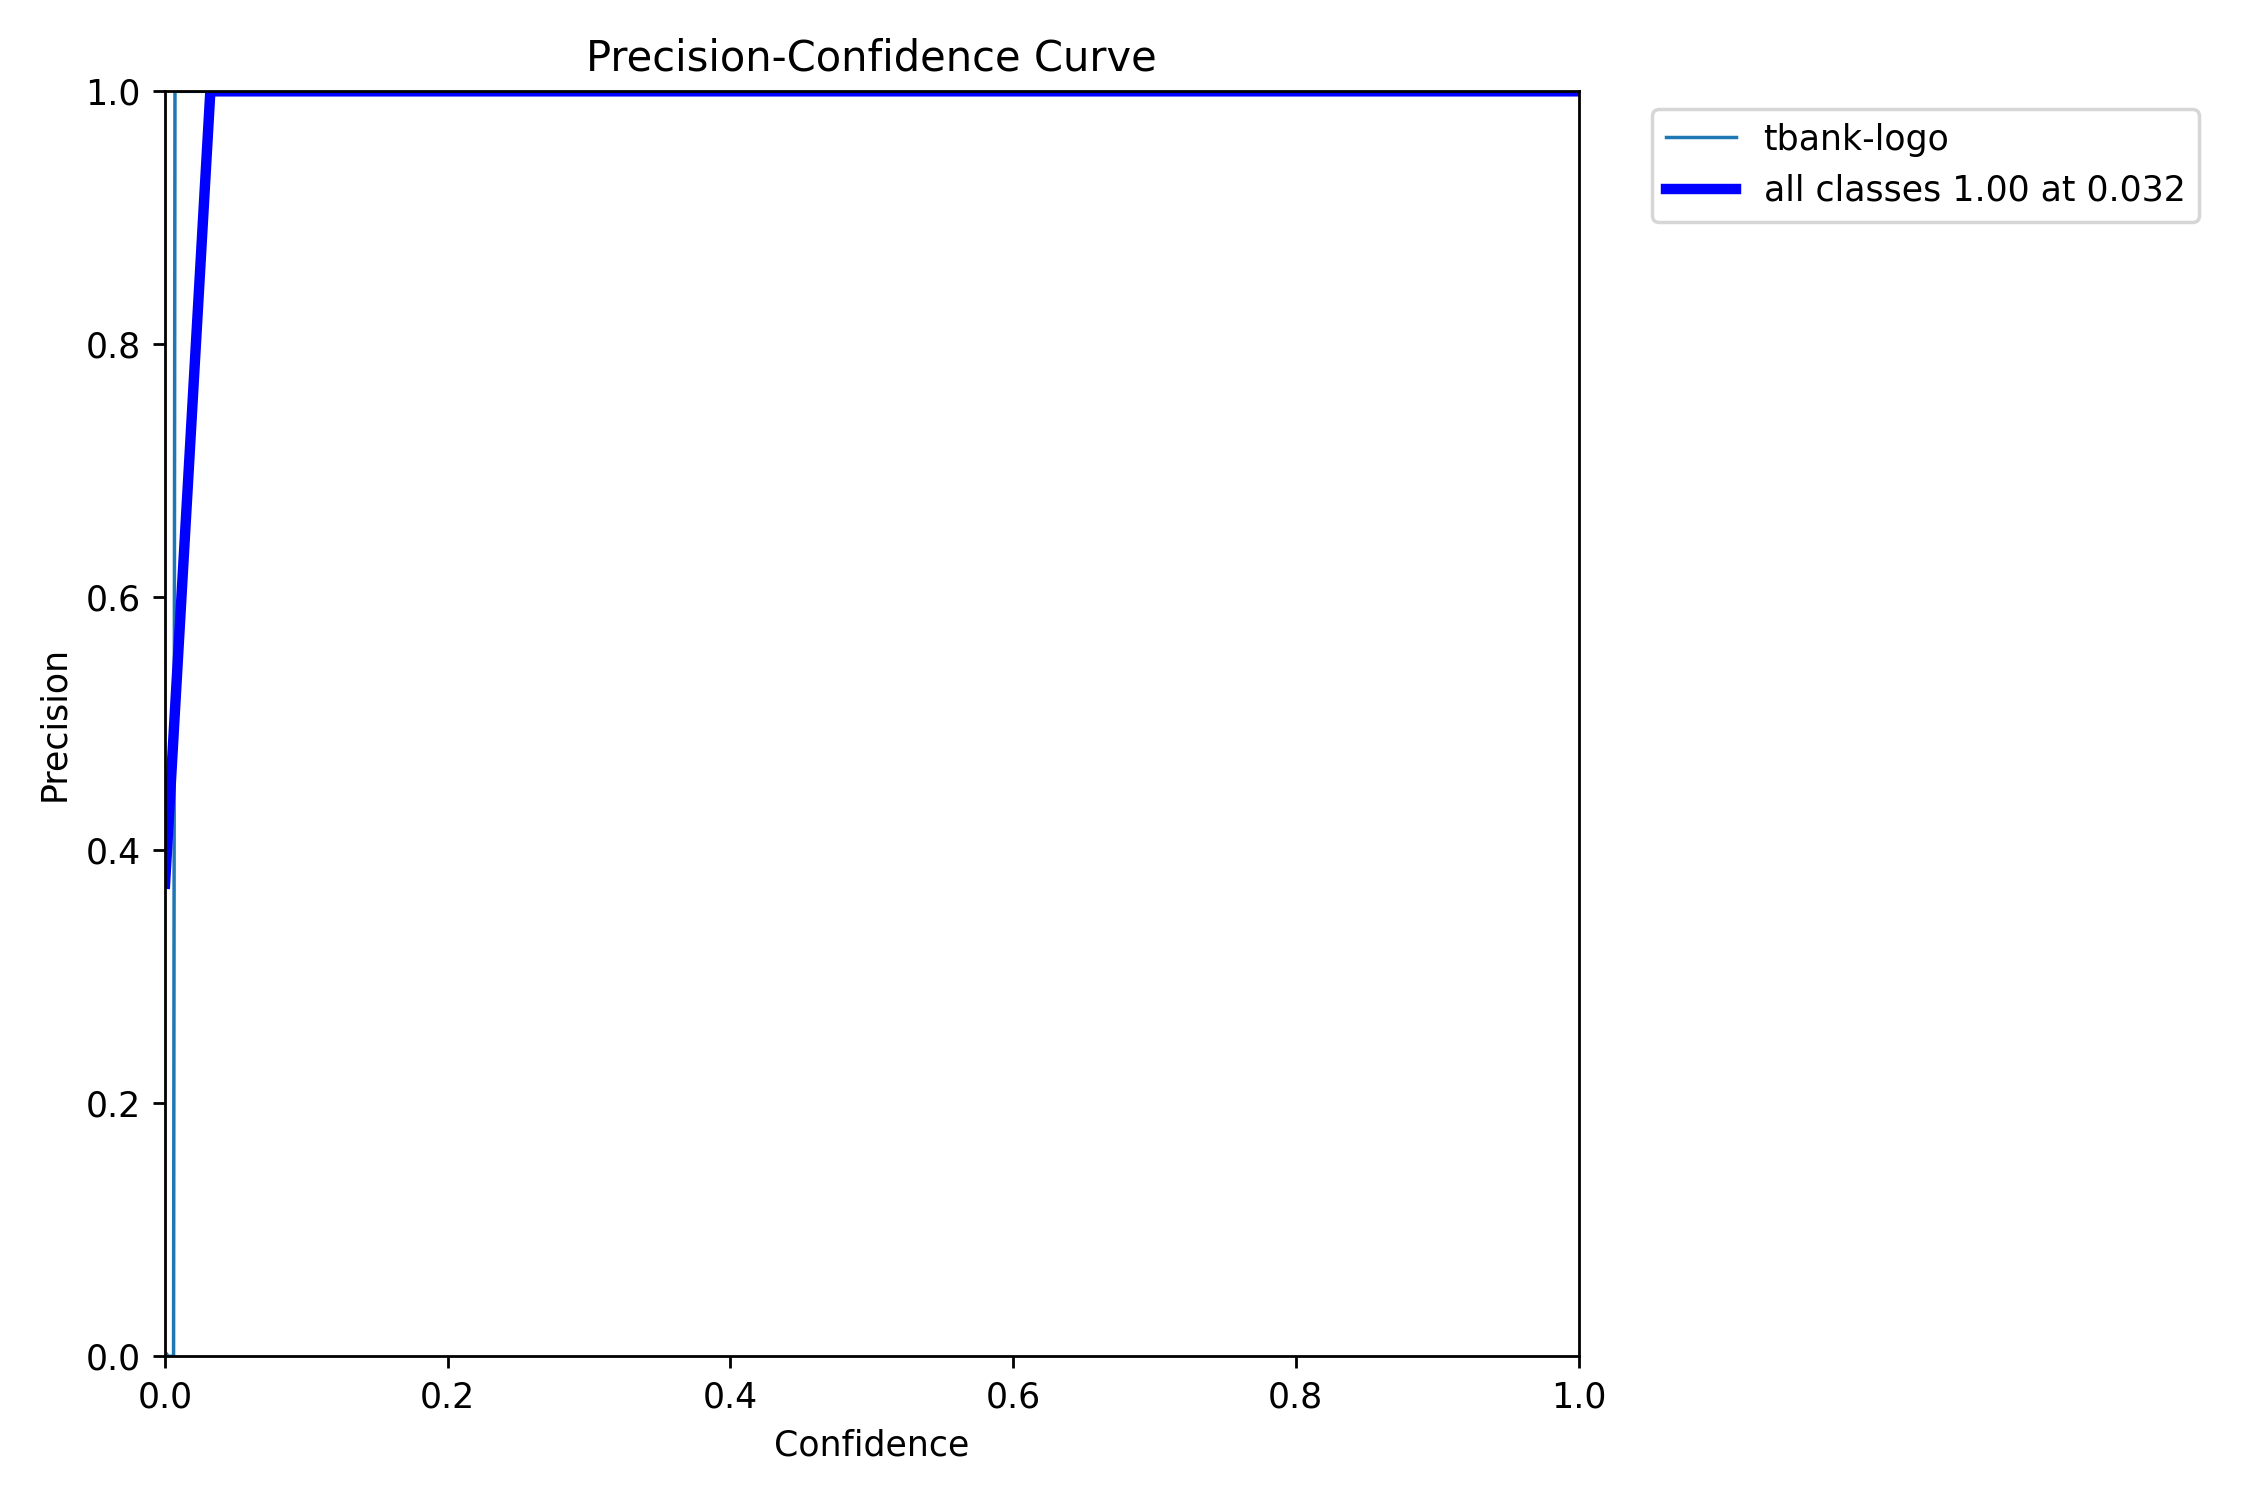 Precision-Confidence Curve
1.0
0.8
0.6
0.4
0.2
0.0
Precision
0.0 0.2 0.4 0.6 0.8 1.0
Confidence
tbank-logo
all classes 1.00 at 0.032